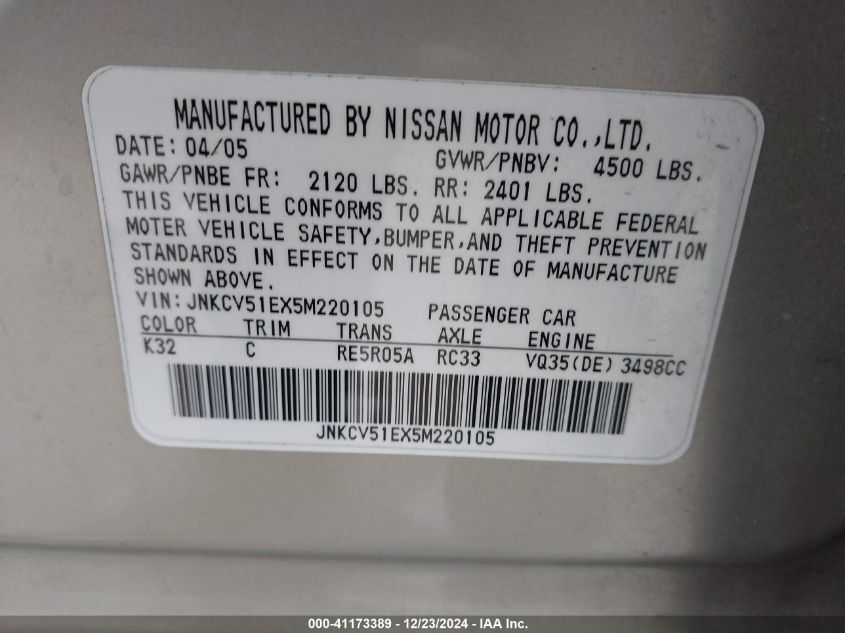 MANUFACTURED BY NISSAN MOTOR CO.,LTD.
DATE: 04/05 GVWR/PNBV: 4500 LBS.
GAWR/PNBE FR: 2120 LBS. RR: 2401 LBS.
THIS VEHICLE CONFORMS TO ALL APPLICABLE FEDERAL
MOTER VEHICLE SAFETY,BUMPER,AND THEFT PREVENTION
STANDARDS IN EFFECT ON THE DATE OF MANUFACTURE
SHOWN ABOVE.
VIN: JNKCV51EX5M220105 PASSENGER CAR
COLOR TRIM TRANS AXLE ENGINE
K32 C RE5R05A RC33 VQ35(DE) 3498CC
JNKCV51EX5M220105
000-41173389 - 12/23/2024 - IAA Inc.